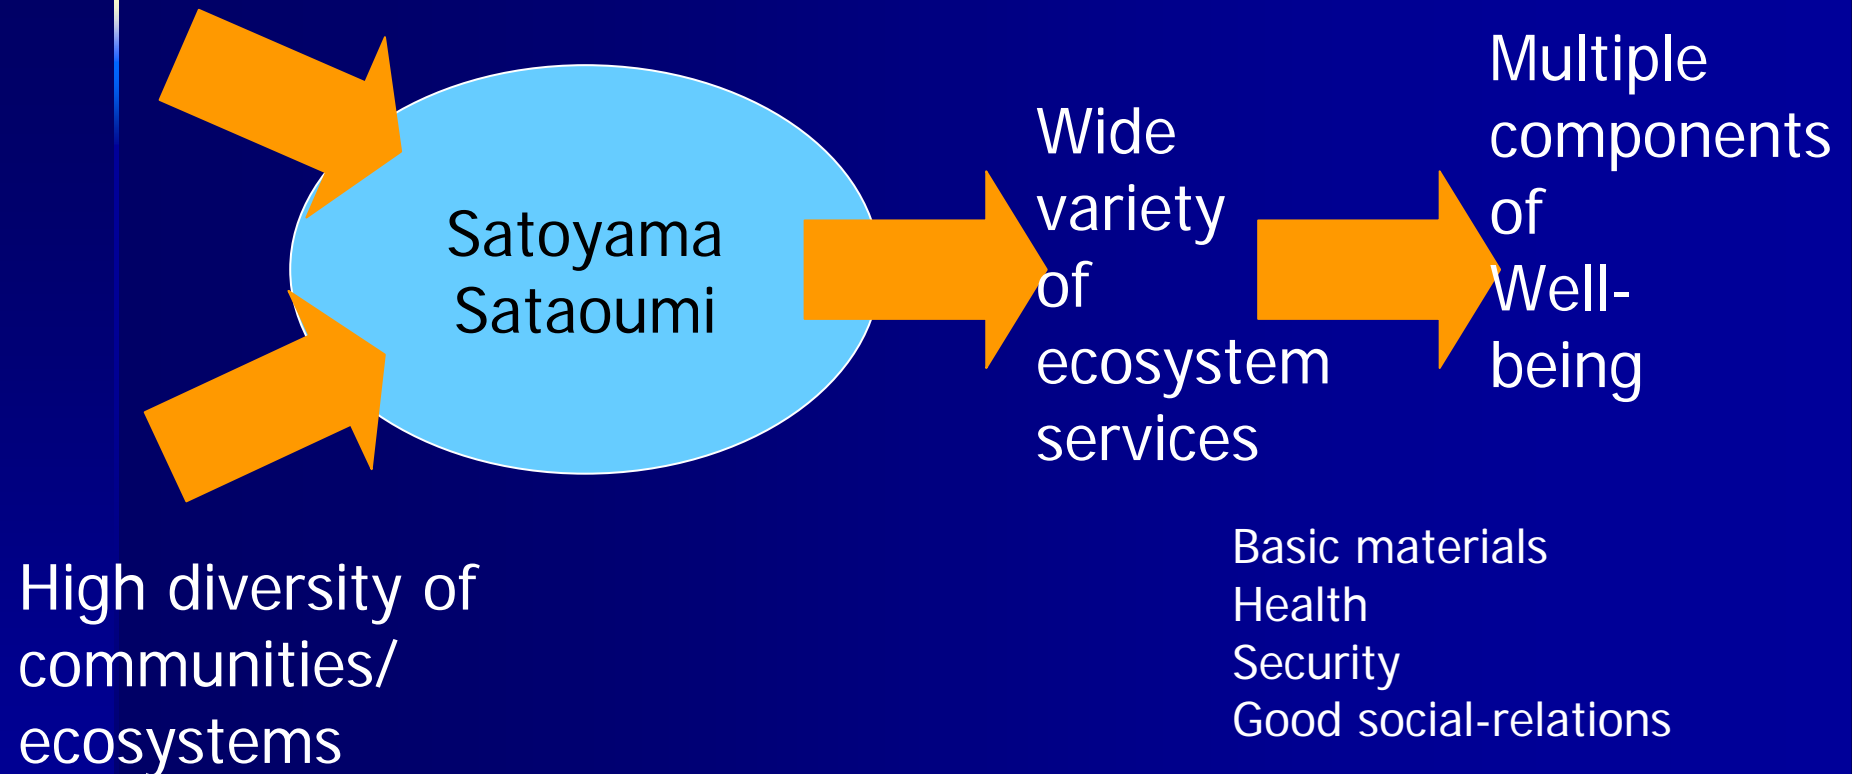 Satoyama
Sataoumi
Wide
variety
of
ecosystem
services
Multiple
components
of
Well-
being
High diversity of
communities/
ecosystems
Basic materials
Health
Security
Good social-relations